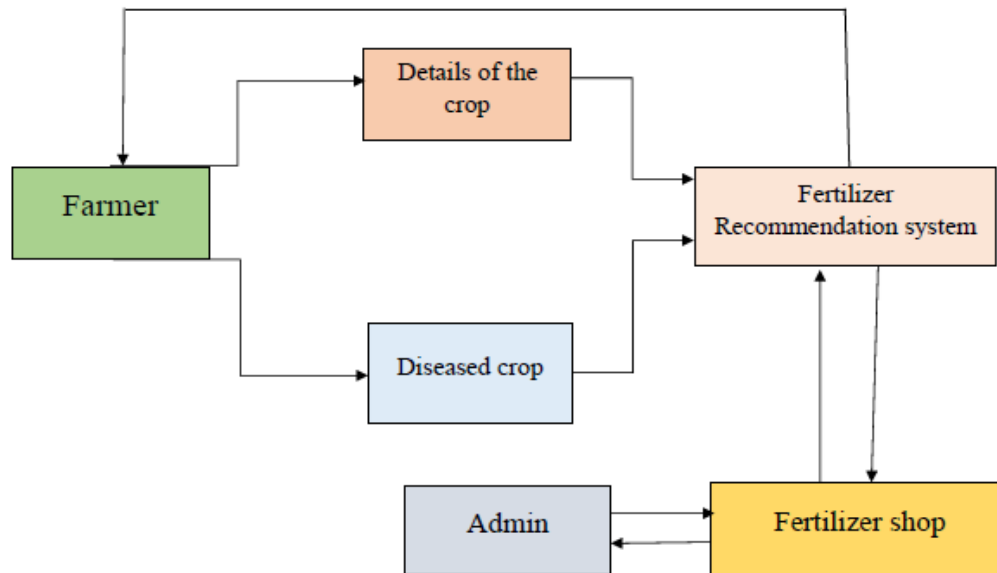 Details of the
crop
Farmer
Fertilizer
Recommendation system
Diseased crop
Admin
Fertilizer shop